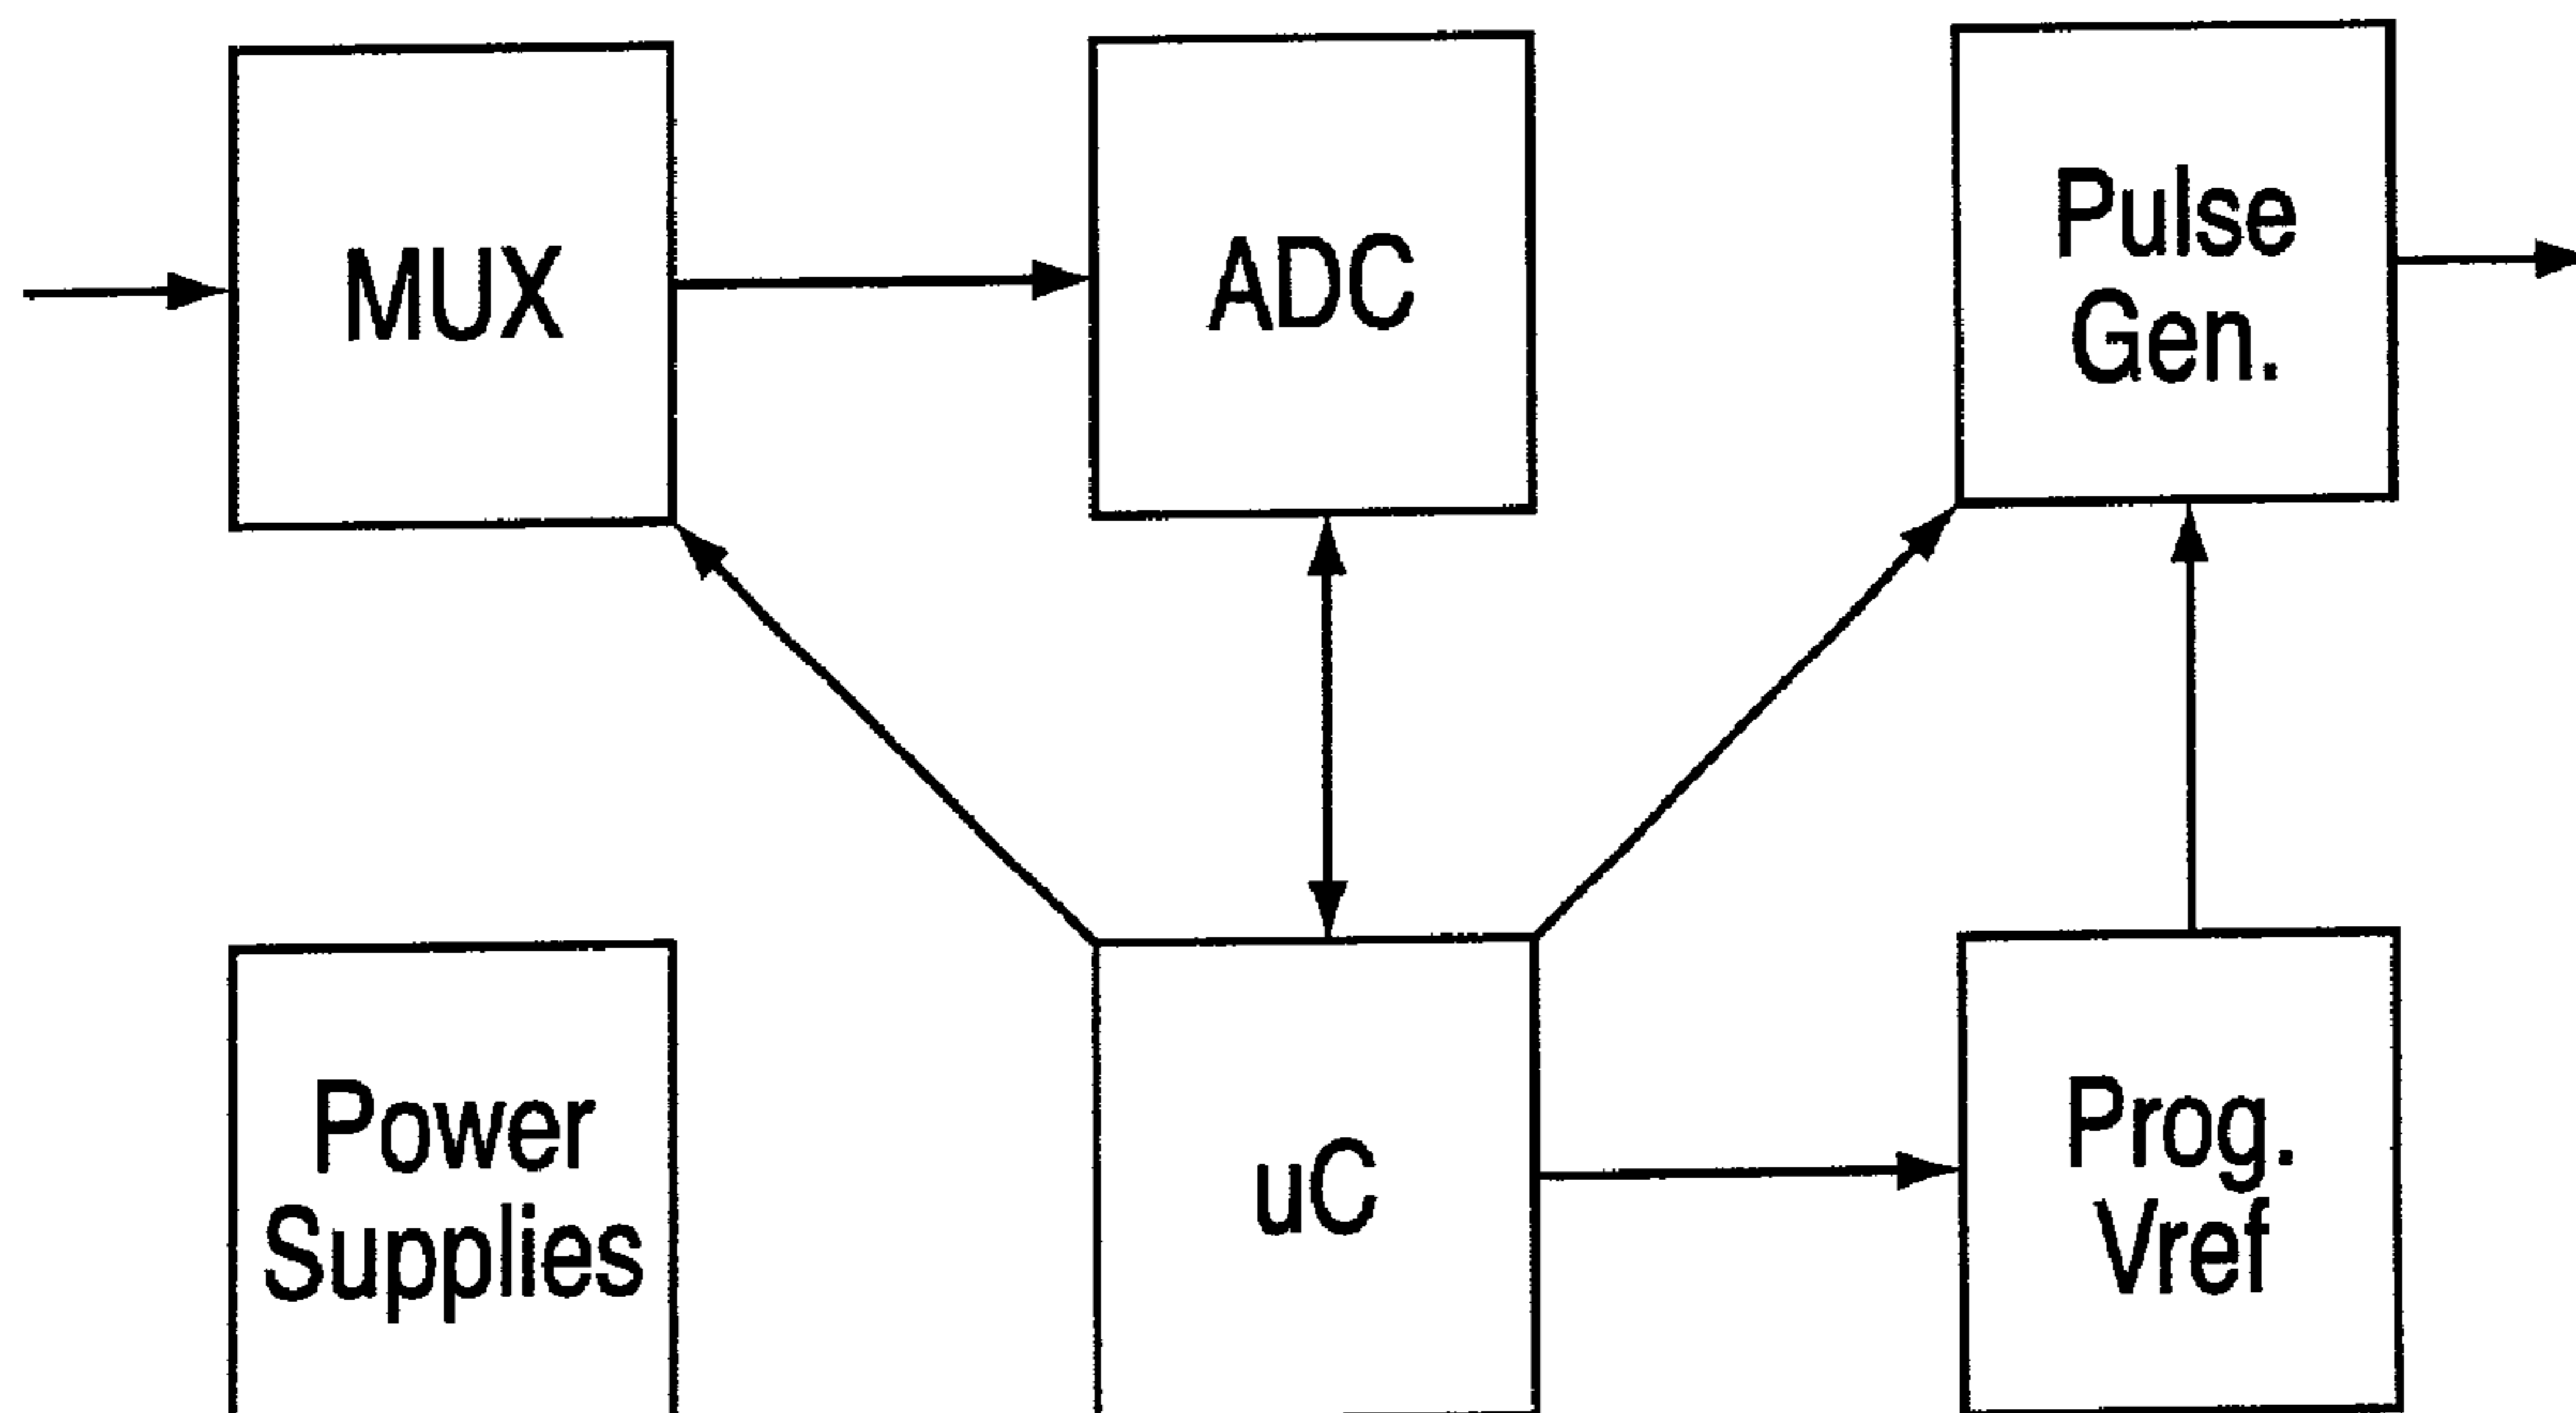 MUX
ADC
Pulse
Gen.
Power
Supplies
uC
Prog.
Vref